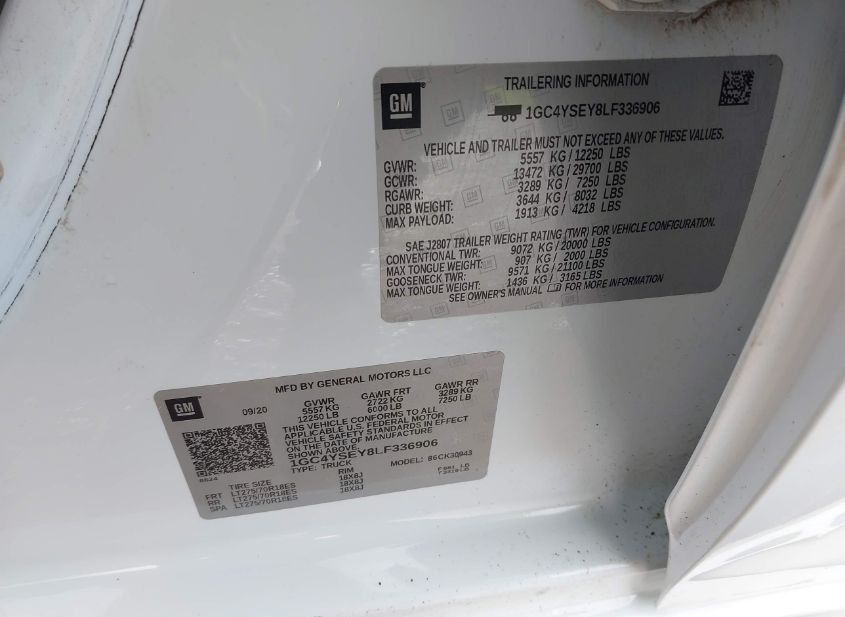 GM
TRAILERING INFORMATION
1GC4YSEY8LF336906
VEHICLE AND TRAILER MUST NOT EXCEED ANY OF THESE VALUES.
GVWR: 5557 KG / 12250 LBS
GCWR: 13472 KG / 29700 LBS
RGAWR: 3289 KG / 7250 LBS
CURB WEIGHT: 3644 KG / 8032 LBS
MAX PAYLOAD: 1913 KG / 4218 LBS
SAE J2807 TRAILER WEIGHT RATING (TWR) FOR VEHICLE CONFIGURATION.
CONVENTIONAL TWR: 9072 KG / 20000 LBS
MAX TONGUE WEIGHT: 907 KG / 2000 LBS
GOOSENECK TWR: 9571 KG / 21100 LBS
MAX TONGUE WEIGHT: 1436 KG / 3165 LBS
SEE OWNER'S MANUAL FOR MORE INFORMATION
GM
MFD BY GENERAL MOTORS LLC
09/20 GVWR GAWR FRT GAWR RR
5557 KG 2722 KG 3289 KG
12250 LB 6000 LB 7250 LB
THIS VEHICLE CONFORMS TO ALL
APPLICABLE U.S. FEDERAL MOTOR
VEHICLE SAFETY STANDARDS IN EFFECT
ON THE DATE OF MANUFACTURE
SHOWN ABOVE.
1GC4YSEY8LF336906
TYPE: TRUCK MODEL: 86CK30943
TIRE SIZE RIM
FRT LT275/70R18ES 18X8J
RR LT275/70R18ES 18X8J
SPA LT275/70R18ES 18X8J